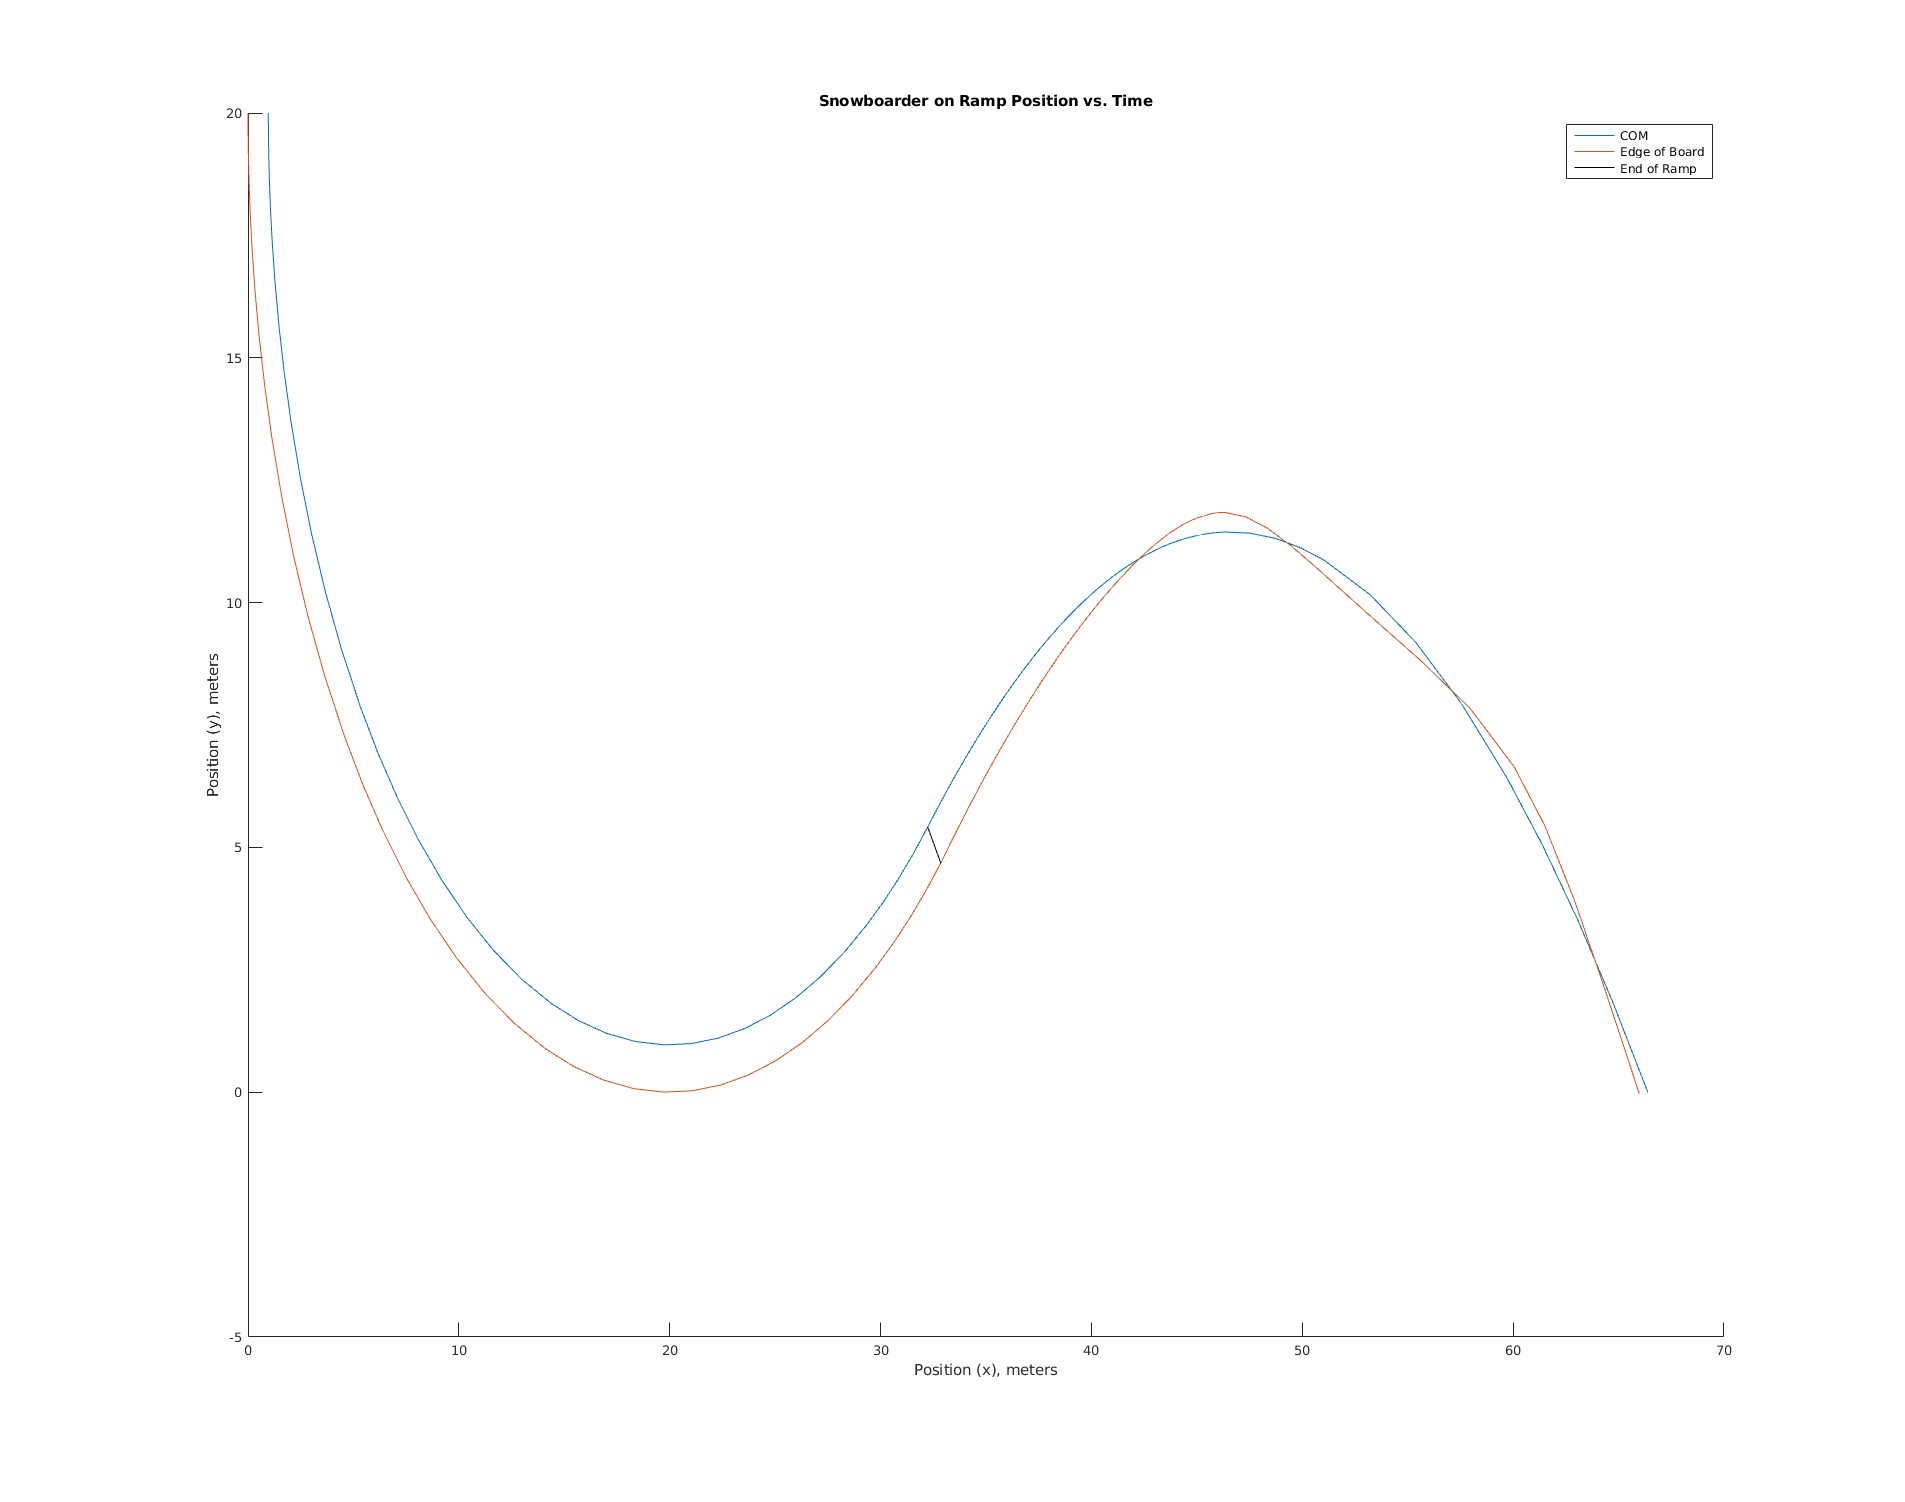 Snowboarder on Ramp Position vs. Time
COM
Edge of Board
End of Ramp
20
15
10
5
0
-5
Position (y), meters
0 10 20 30 40 50 60 70
Position (x), meters